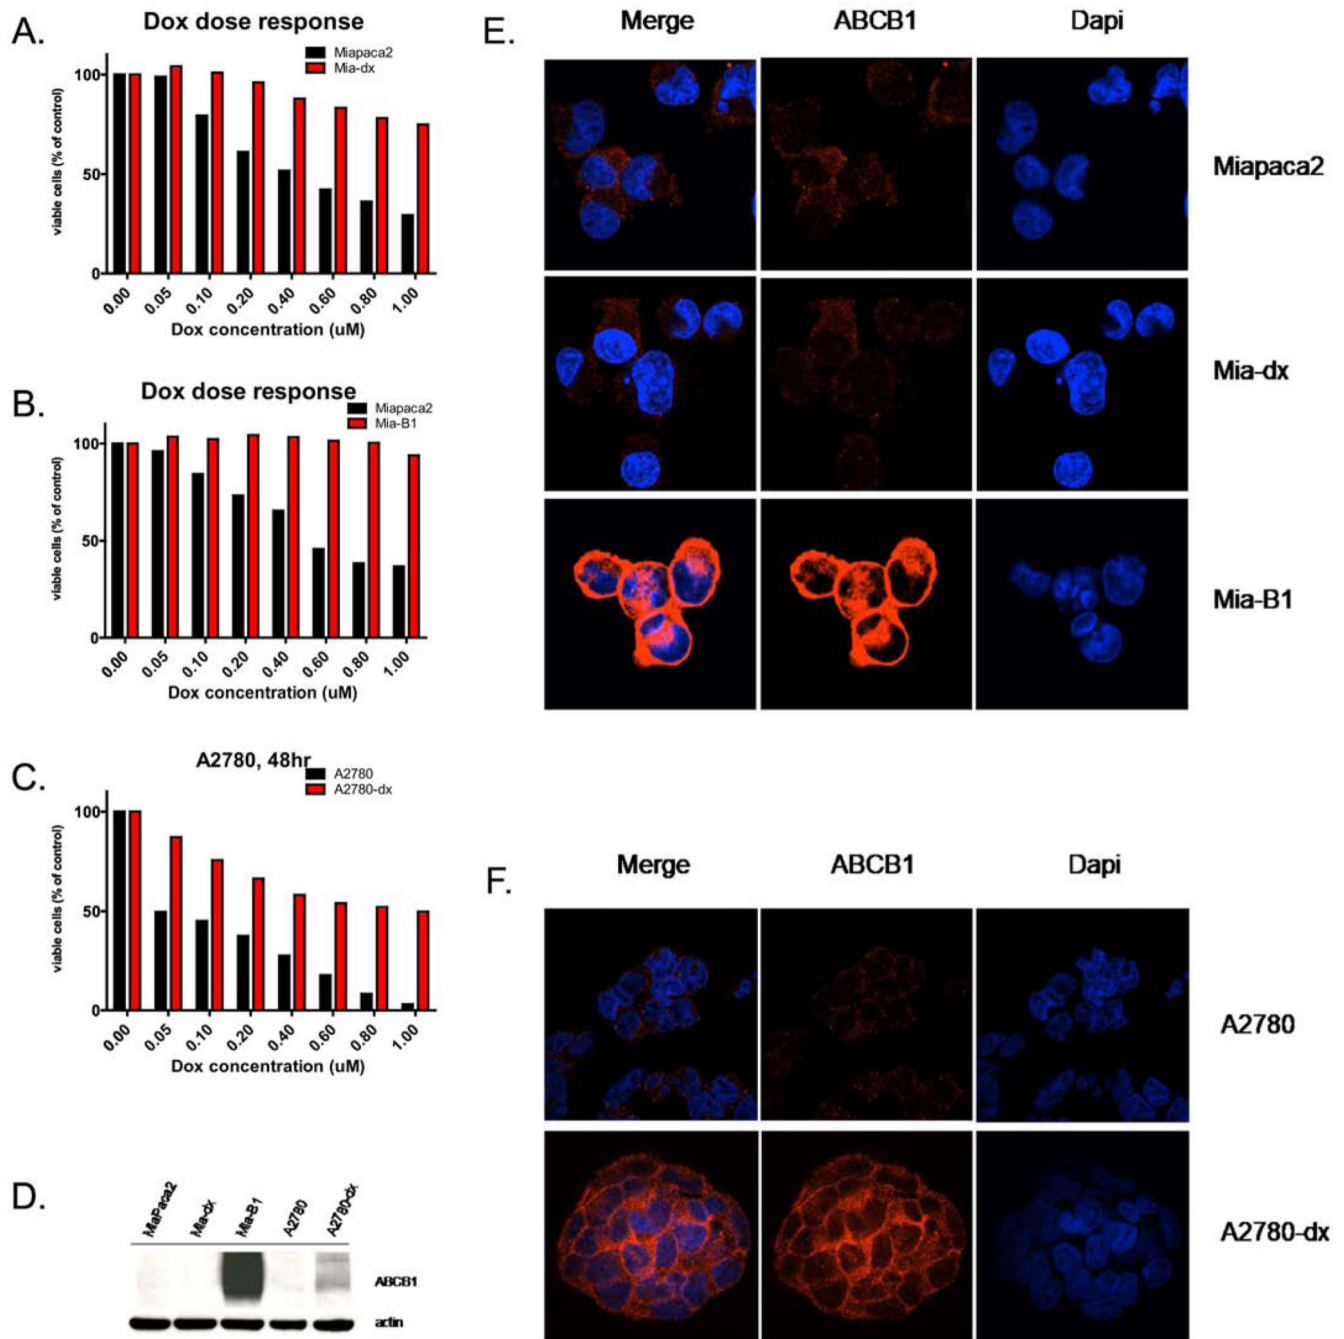 A.
Dox dose response
Miapaca2
Mia-dx
viable cells (% of control)
100
50
0
0.00 0.05 0.10 0.20 0.40 0.60 0.80 1.00
Dox concentration (uM)
B.
Dox dose response
Miapaca2
Mia-B1
viable cells (% of control)
100
50
0
0.00 0.05 0.10 0.20 0.40 0.60 0.80 1.00
Dox concentration (uM)
C.
A2780, 48hr
A2780
A2780-dx
viable cells (% of control)
100
50
0
0.00 0.05 0.10 0.20 0.40 0.60 0.80 1.00
Dox concentration (uM)
D.
MiaPaca2 Mia-dx Mia-B1 A2780 A2780-dx
ABCB1
actin
E.
Merge ABCB1 Dapi
Miapaca2
Mia-dx
Mia-B1
F.
Merge ABCB1 Dapi
A2780
A2780-dx